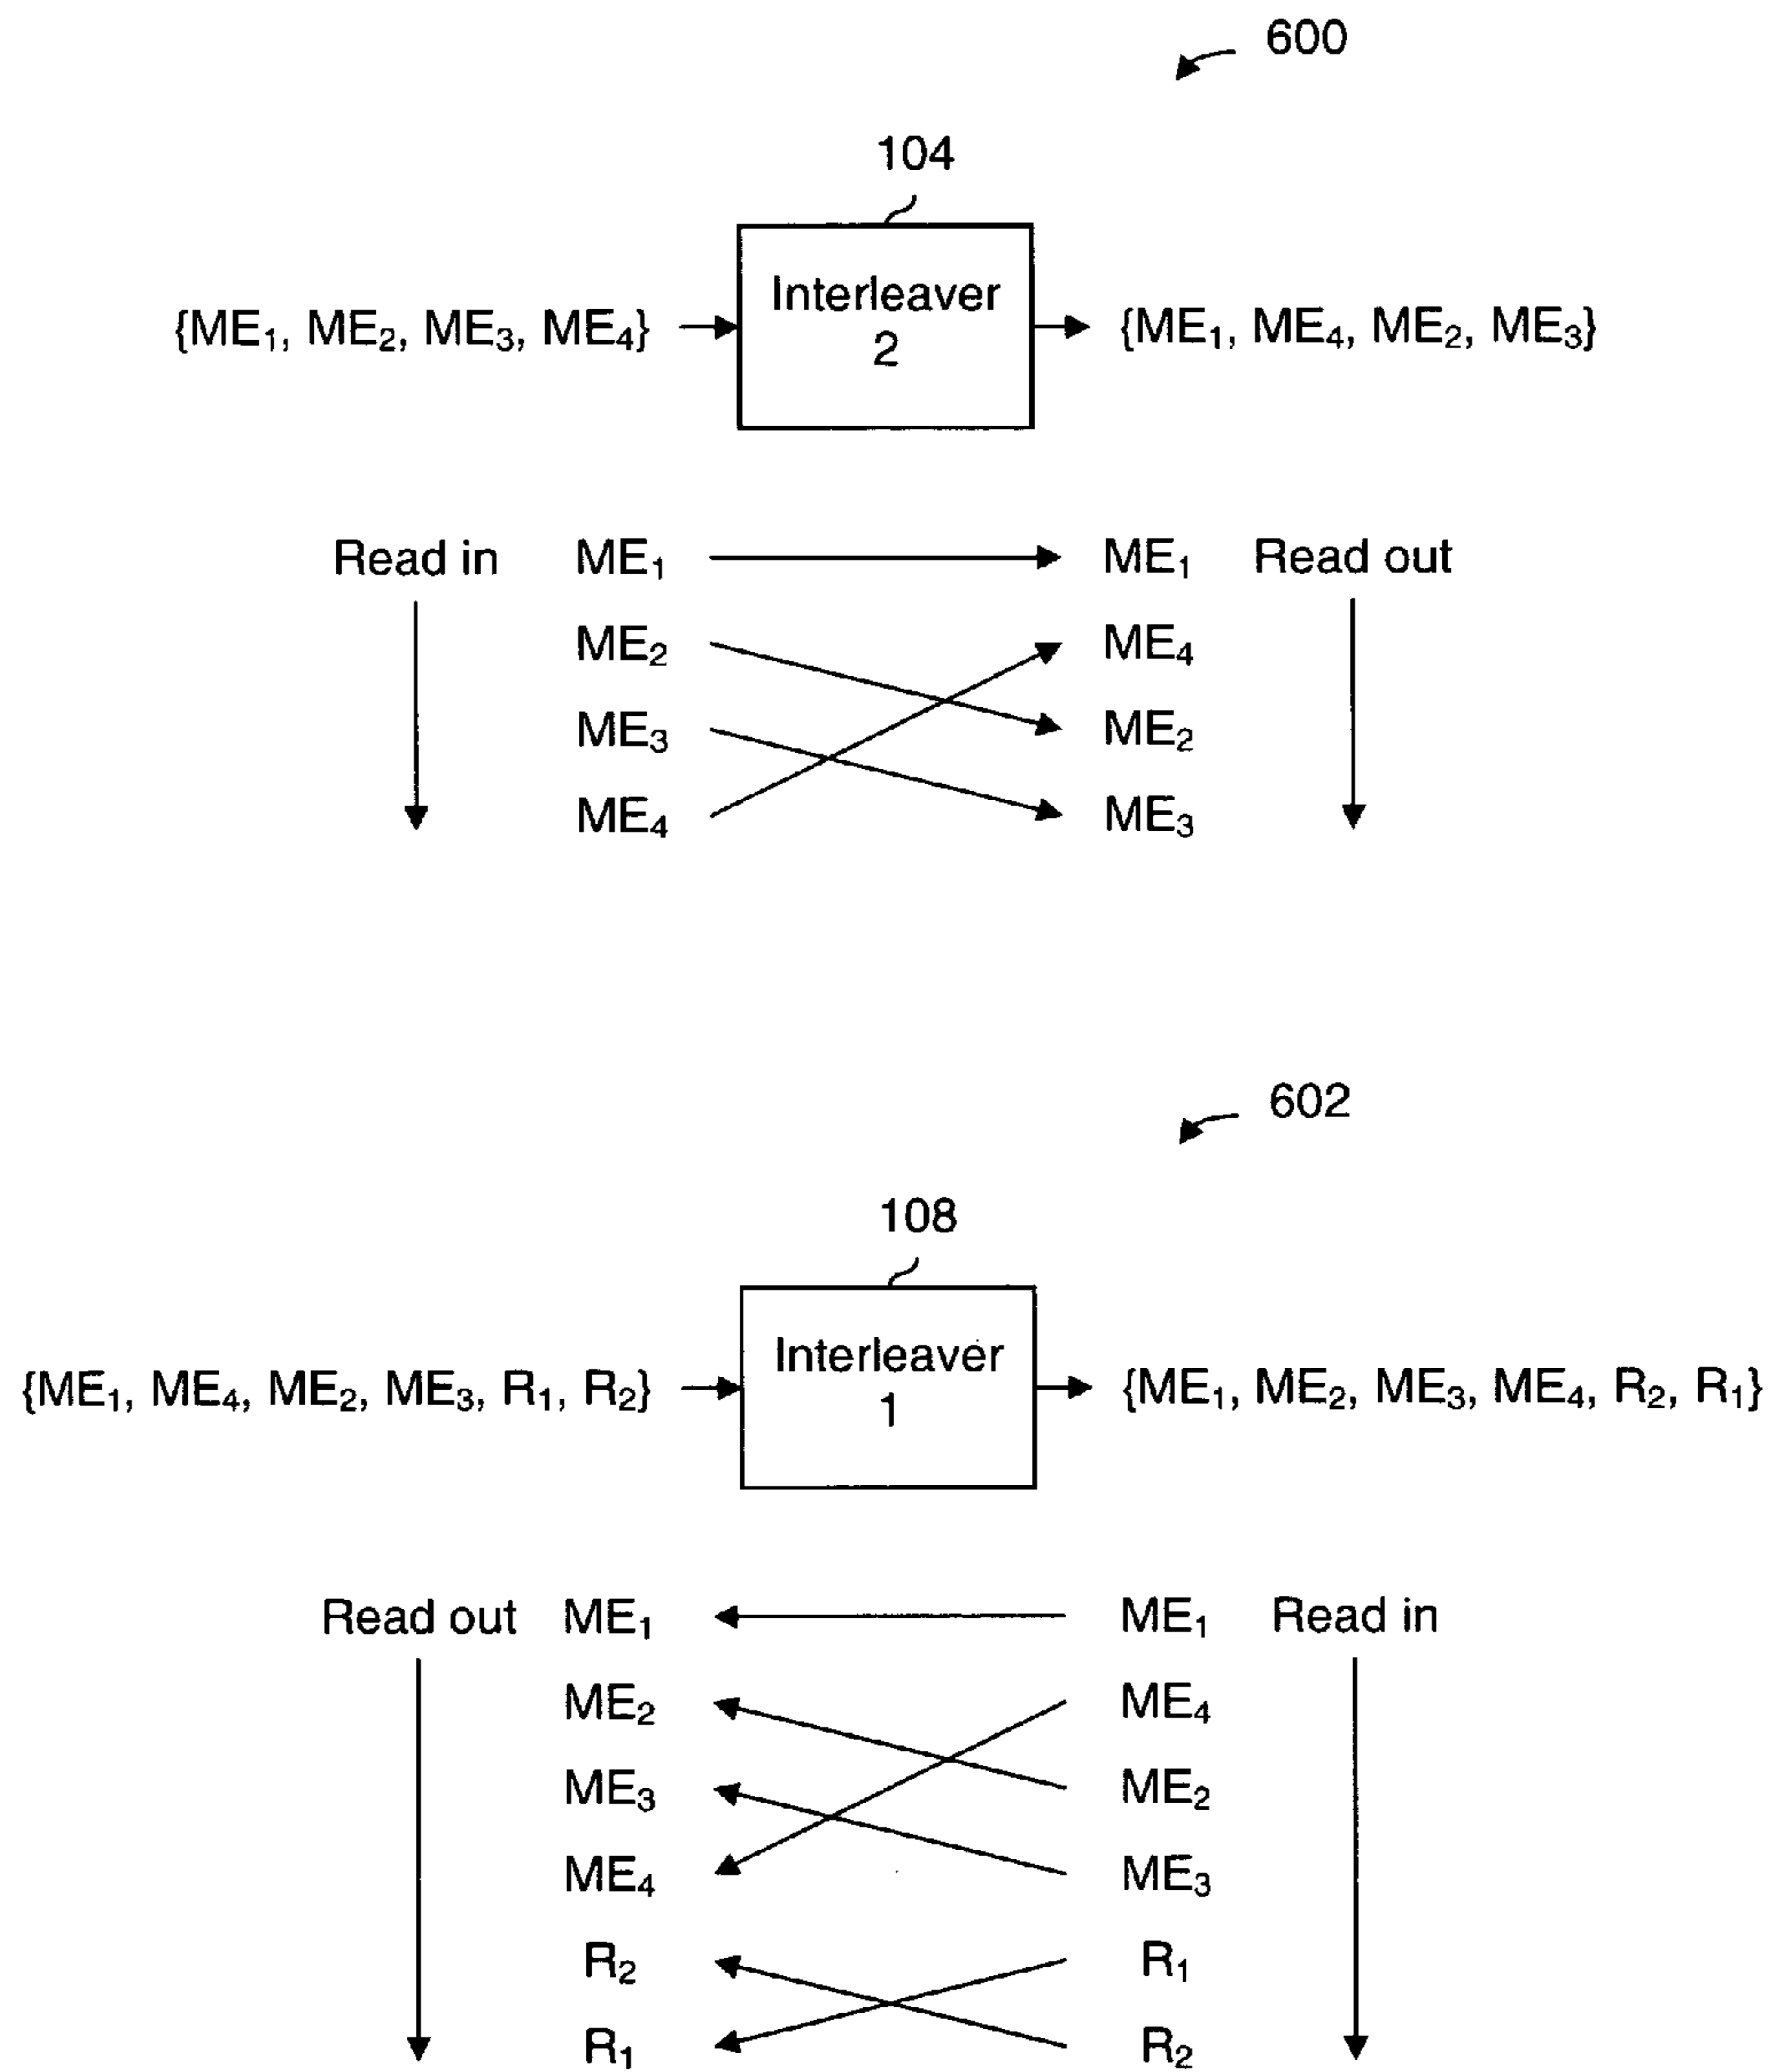 600
104
Interleaver
2
{ME₁, ME₂, ME₃, ME₄}
{ME₁, ME₄, ME₂, ME₃}
Read in ME₁ ME₁ Read out
ME₂ ME₄
ME₃ ME₂
ME₄ ME₃
602
108
Interleaver
1
{ME₁, ME₄, ME₂, ME₃, R₁, R₂}
{ME₁, ME₂, ME₃, ME₄, R₂, R₁}
Read out ME₁ ME₁ Read in
ME₂ ME₄
ME₃ ME₂
ME₄ ME₃
R₂ R₁
R₁ R₂